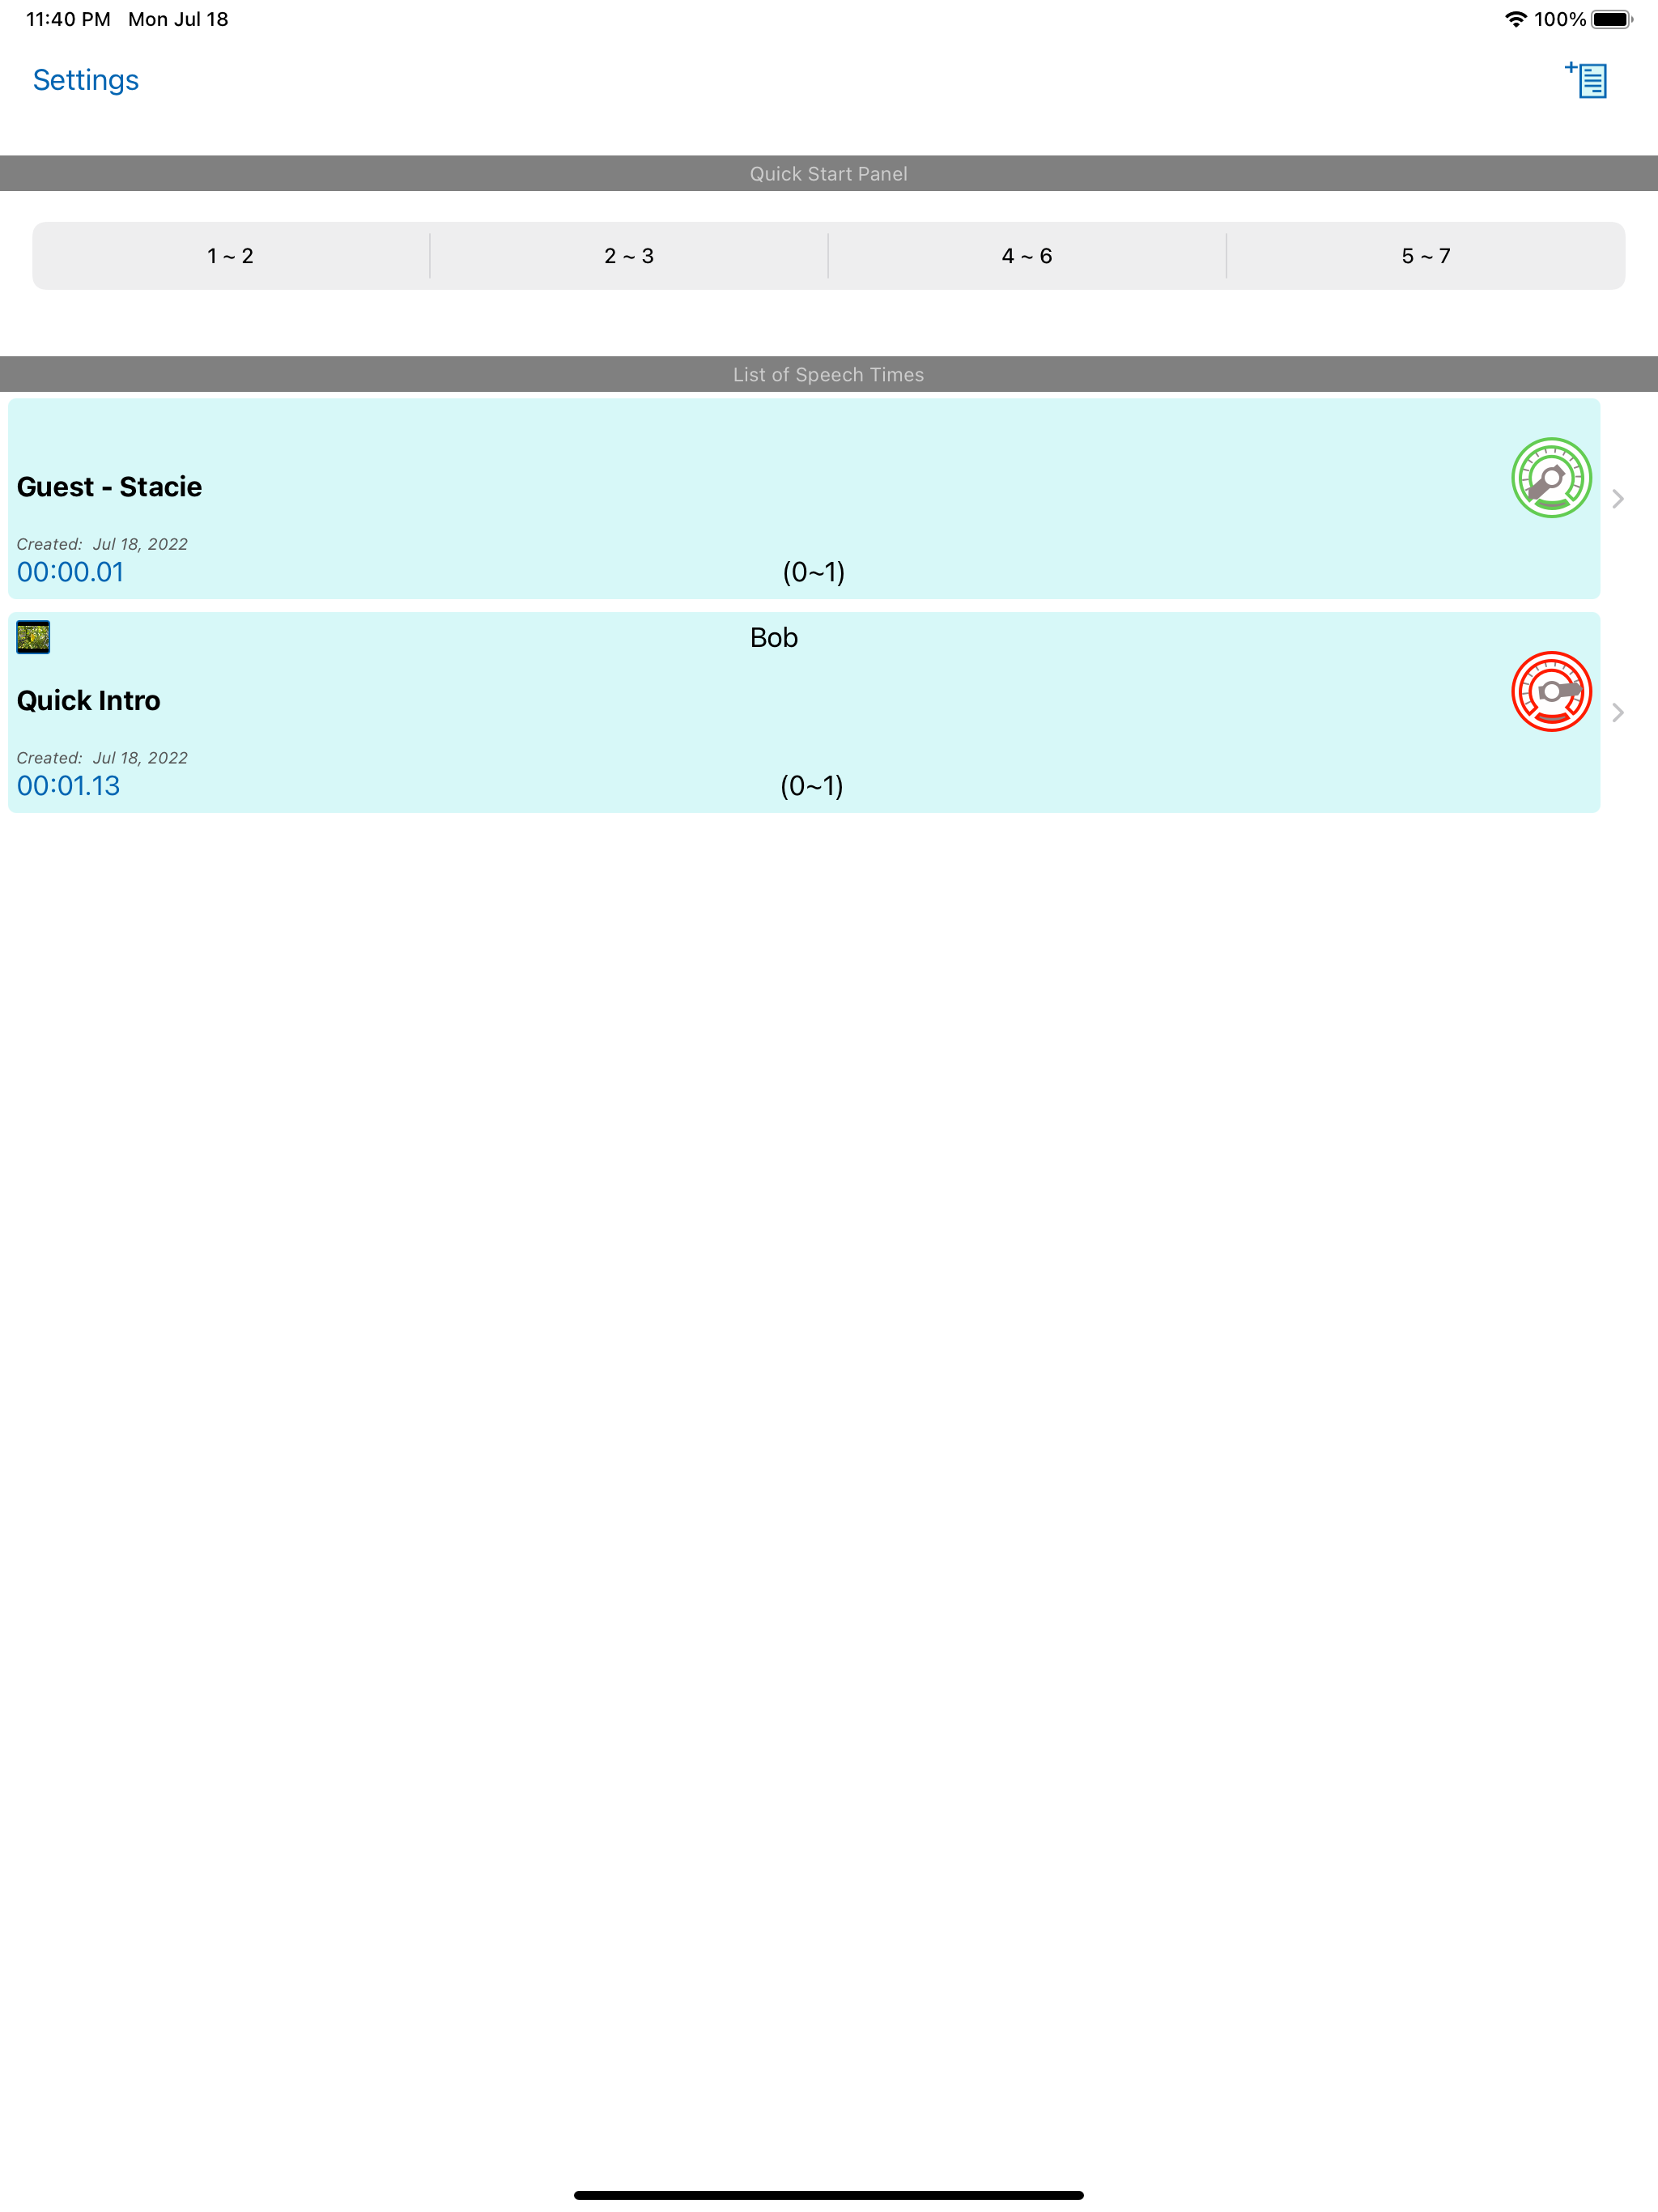 11:40 PM Mon Jul 18 100%
Settings
Quick Start Panel
1 ~ 2 2 ~ 3 4 ~ 6 5 ~ 7
List of Speech Times
Guest - Stacie
Created: Jul 18, 2022
00:00.01 (0~1)
Bob
Quick Intro
Created: Jul 18, 2022
00:01.13 (0~1)